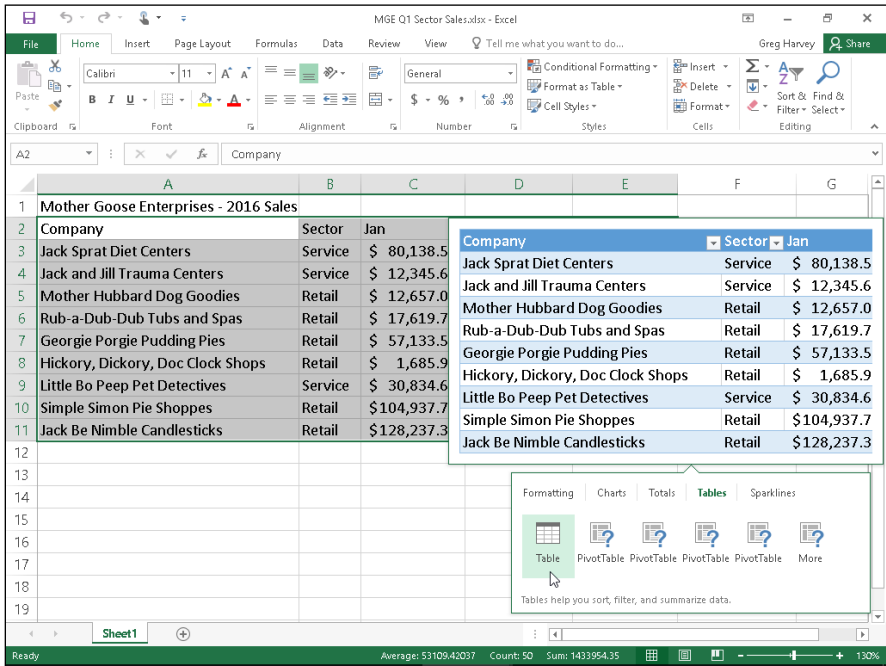 MGE Q1 Sector Sales.xlsx - Excel
File Home Insert Page Layout Formulas Data Review View Tell me what you want to do... Greg Harvey Share
Calibri 11 A A General Conditional Formatting Insert Σ A Z
Paste B I U A $ % , .00 .0 Format as Table Delete Sort & Find &
Cell Styles Format Filter Select
Clipboard Font Alignment Number Styles Cells Editing
A2 fx Company
A B C D E F G
1 Mother Goose Enterprises - 2016 Sales
2 Company Sector Jan
3 Jack Sprat Diet Centers Service $ 80,138.5
4 Jack and Jill Trauma Centers Service $ 12,345.6
5 Mother Hubbard Dog Goodies Retail $ 12,657.0
6 Rub-a-Dub-Dub Tubs and Spas Retail $ 17,619.7
7 Georgie Porgie Pudding Pies Retail $ 57,133.5
8 Hickory, Dickory, Doc Clock Shops Retail $ 1,685.9
9 Little Bo Peep Pet Detectives Service $ 30,834.6
10 Simple Simon Pie Shoppes Retail $104,937.7
11 Jack Be Nimble Candlesticks Retail $128,237.3
Company Sector Jan
Jack Sprat Diet Centers Service $ 80,138.5
Jack and Jill Trauma Centers Service $ 12,345.6
Mother Hubbard Dog Goodies Retail $ 12,657.0
Rub-a-Dub-Dub Tubs and Spas Retail $ 17,619.7
Georgie Porgie Pudding Pies Retail $ 57,133.5
Hickory, Dickory, Doc Clock Shops Retail $ 1,685.9
Little Bo Peep Pet Detectives Service $ 30,834.6
Simple Simon Pie Shoppes Retail $104,937.7
Jack Be Nimble Candlesticks Retail $128,237.3
12
13
14
15
16
17
18
19
Formatting Charts Totals Tables Sparklines
Table PivotTable PivotTable PivotTable PivotTable More
Tables help you sort, filter, and summarize data.
Sheet1
Ready Average: 53109.42037 Count: 50 Sum: 1433954.35 130%